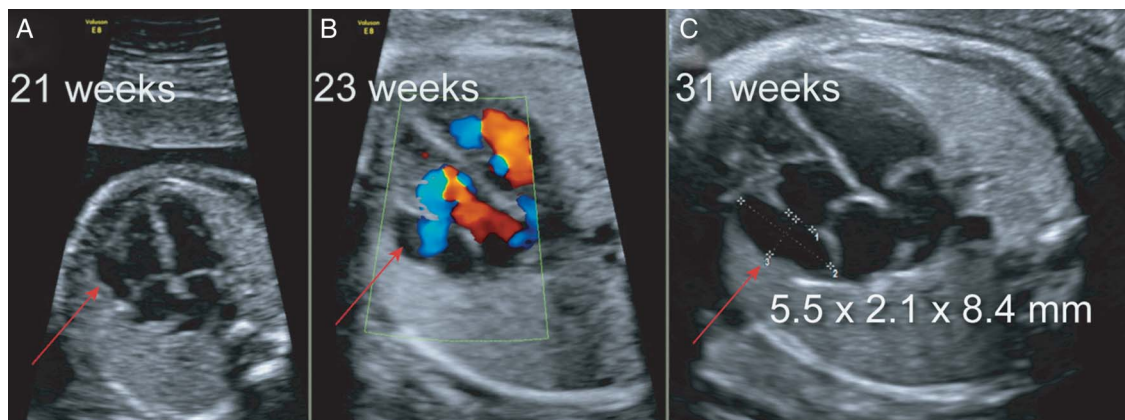 A
Voluson
E8
21 weeks
B
Voluson
E8
23 weeks
C
31 weeks
1
3
2
5.5 x 2.1 x 8.4 mm